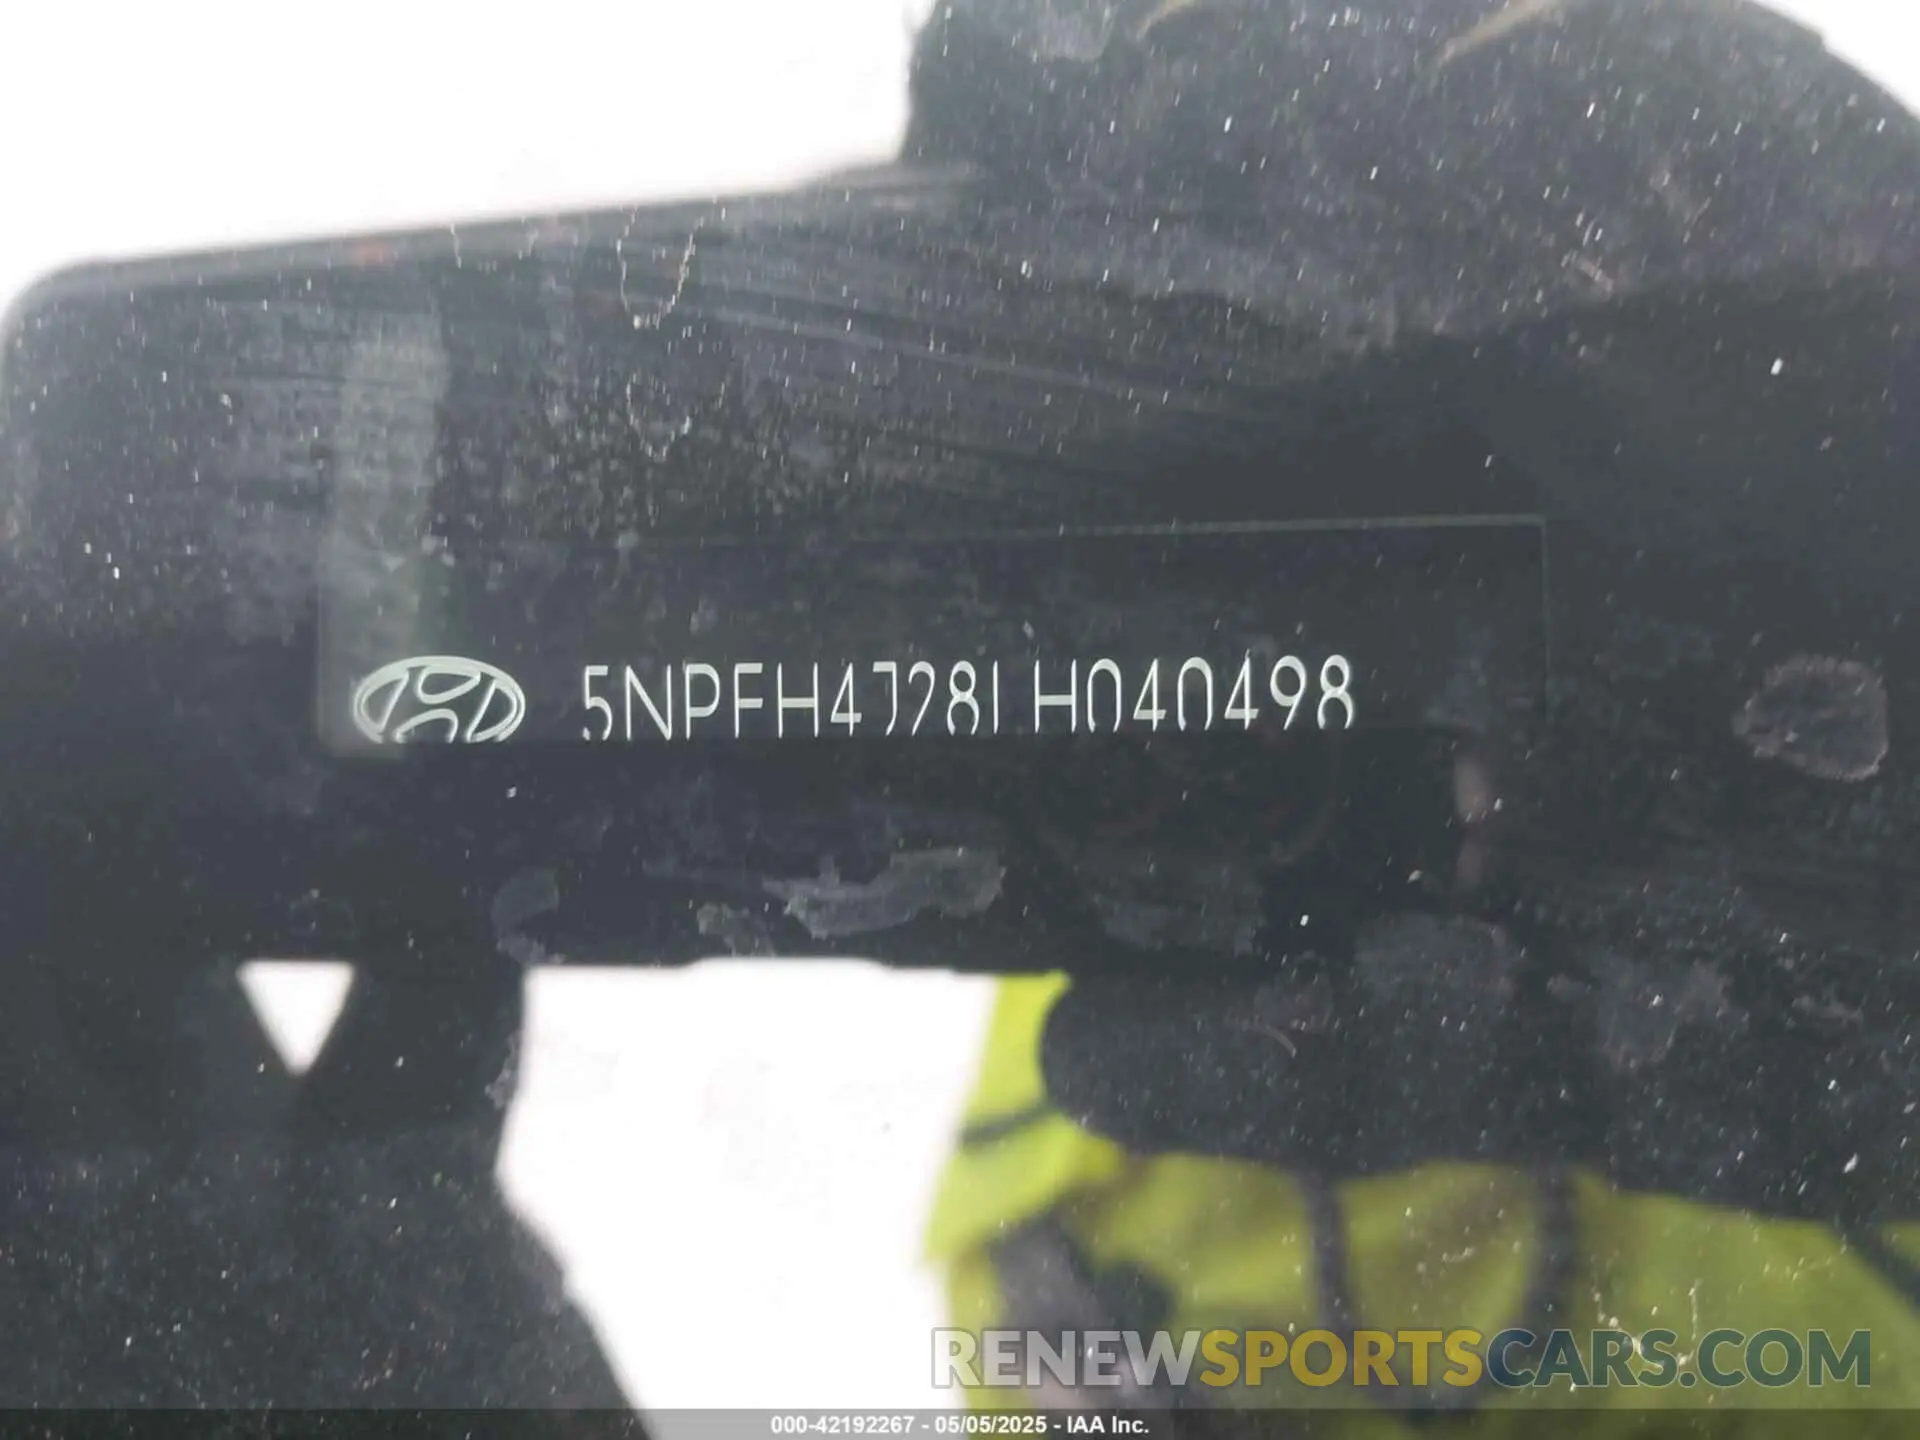 5NPEH4J28LH040498
RENEWSPORTSCARS.COM
000-42192267 - 05/05/2025 - IAA Inc.